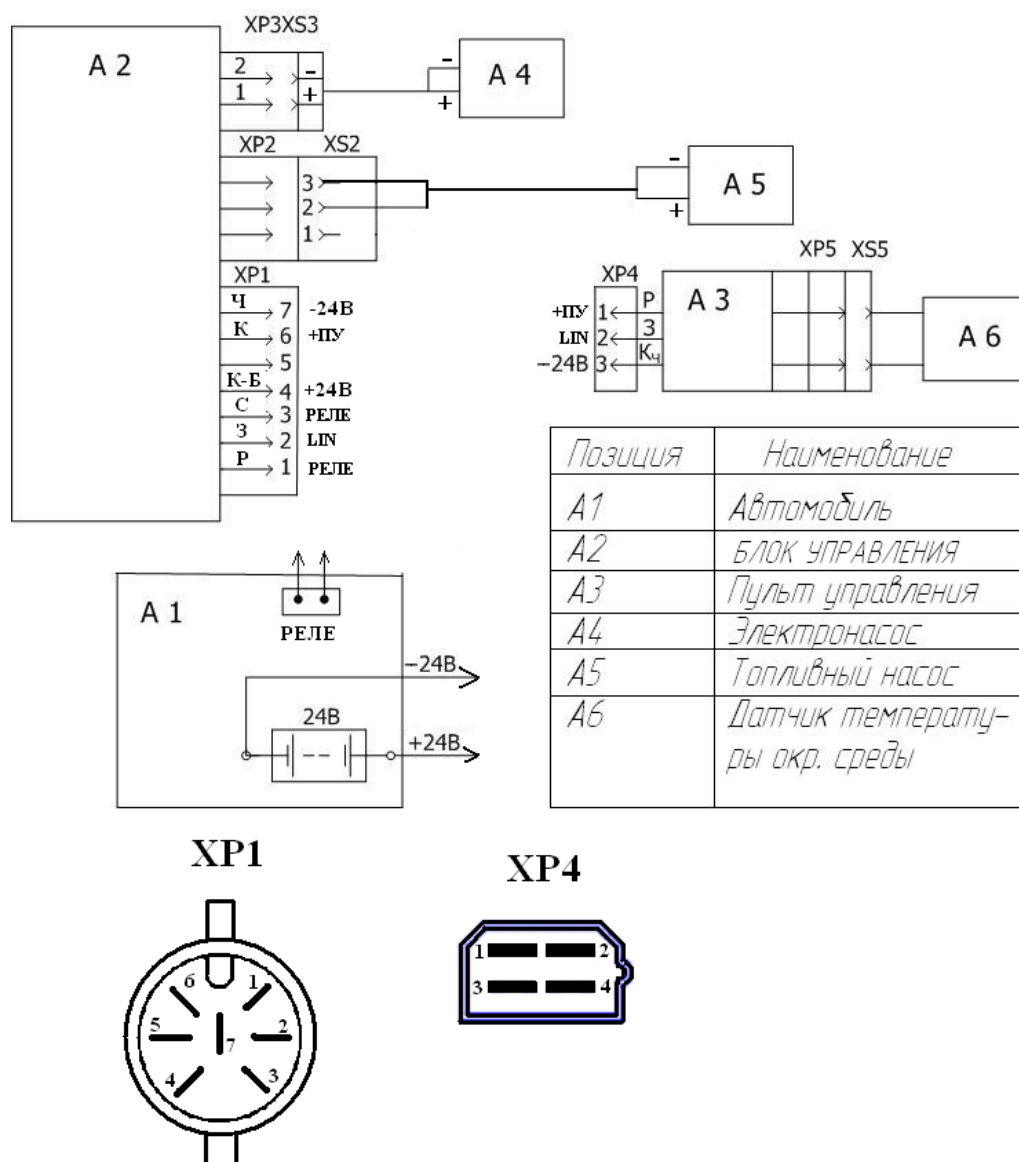 XP3XS3
А 2
2 -
1 +
-
+
А 4
XP2 XS2
3
2
1
-
+
А 5
XP1
Ч 7 -24В
К 6 +ПУ
5
К-Б 4 +24В
С 3 РЕЛЕ
З 2 LIN
Р 1 РЕЛЕ
XP4 XP5 XS5
+ПУ 1 Р
LIN 2 З
-24В 3 Кч
А 3
А 6
Позиция Наименование
А1 Автомобиль
А2 БЛОК УПРАВЛЕНИЯ
А3 Пульт управления
А4 Электронасос
А5 Топливный насос
А6 Датчик температу-
ры окр. среды
А 1
РЕЛЕ
-24В
24В
+24В
XP1
6 1
5 2
7
4 3
XP4
1 2
3 4